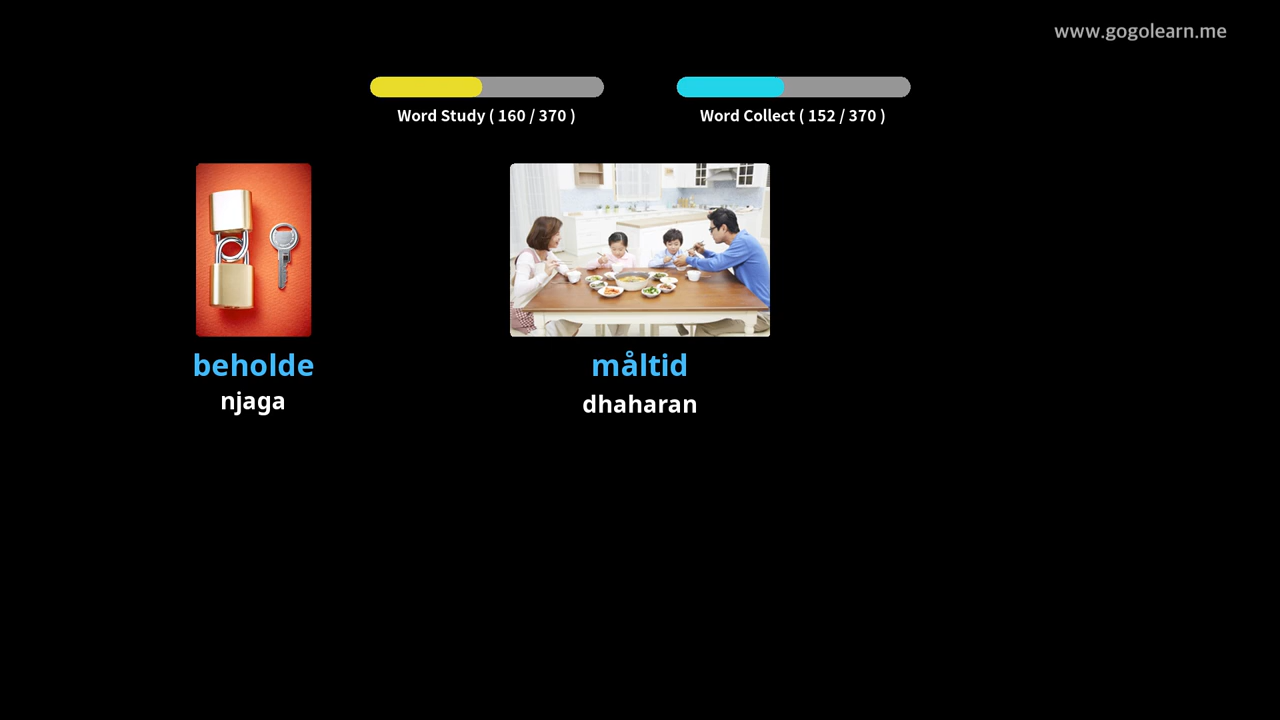 www.gogolearn.me
Word Study ( 160 / 370 )
Word Collect ( 152 / 370 )
beholde
njaga
måltid
dhaharan